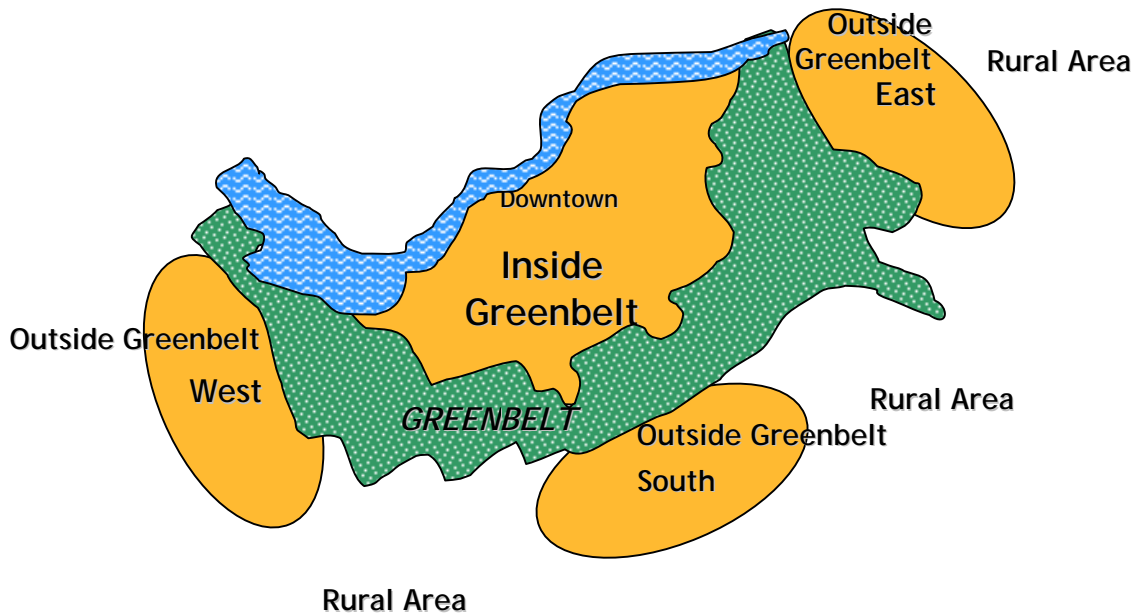 Outside
Greenbelt
East
Rural Area
Downtown
Inside
Greenbelt
Outside Greenbelt
West
GREENBELT
Rural Area
Outside Greenbelt
South
Rural Area